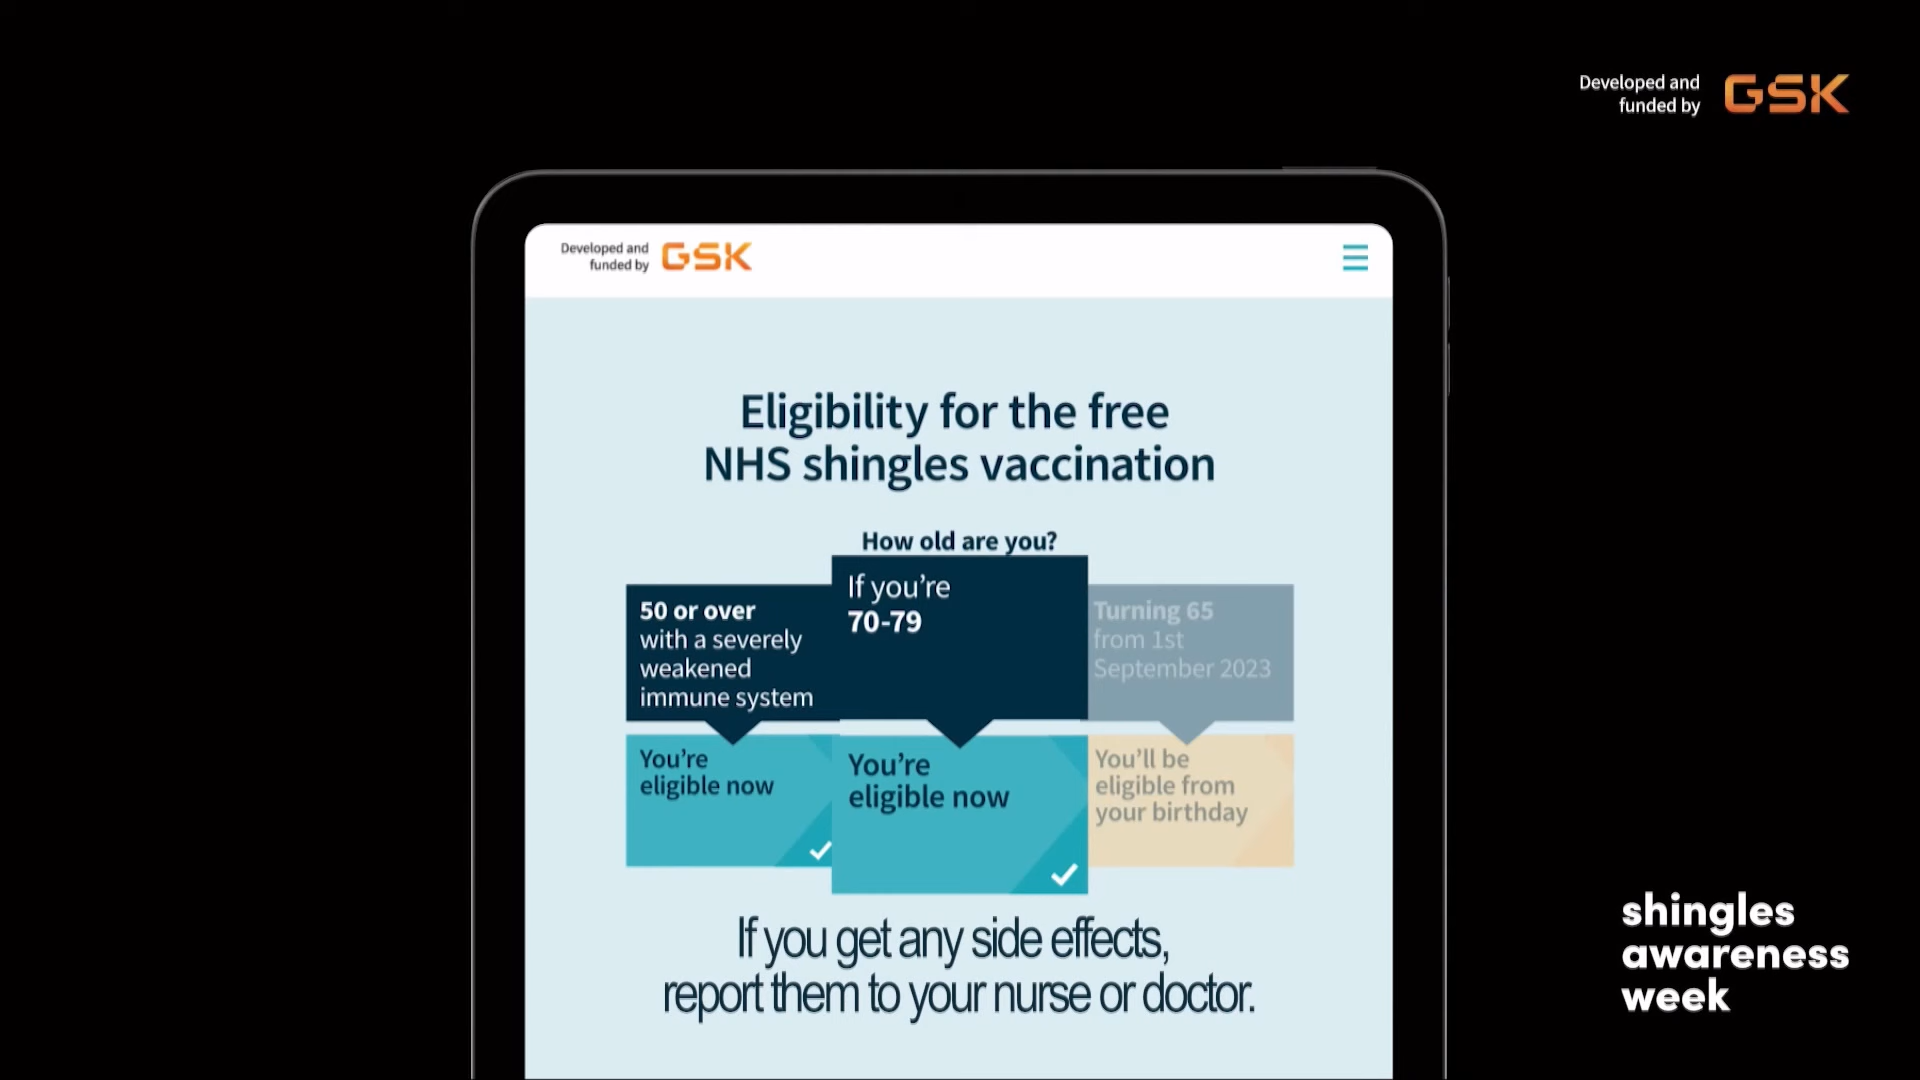 Developed and
funded by
GSK
Developed and
funded by
GSK
Eligibility for the free
NHS shingles vaccination
How old are you?
50 or over
with a severely
weakened
immune system
You're
eligible now
If you're
70-79
You're
eligible now
Turning 65
from 1st
September 2023
You'll be
eligible from
your birthday
If you get any side effects,
report them to your nurse or doctor.
shingles
awareness
week